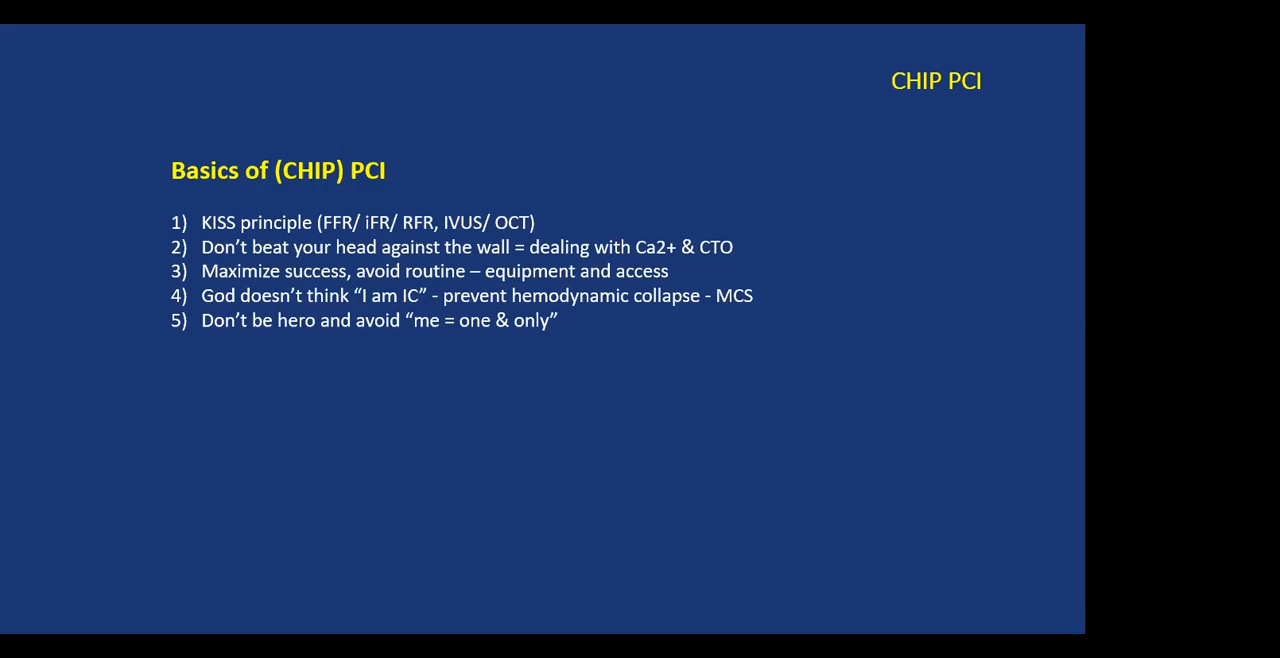 CHIP PCI
Basics of (CHIP) PCI
1) KISS principle (FFR/ iFR/ RFR, IVUS/ OCT)
2) Don’t beat your head against the wall = dealing with Ca2+ & CTO
3) Maximize success, avoid routine – equipment and access
4) God doesn’t think “I am IC” - prevent hemodynamic collapse - MCS
5) Don’t be hero and avoid “me = one & only”